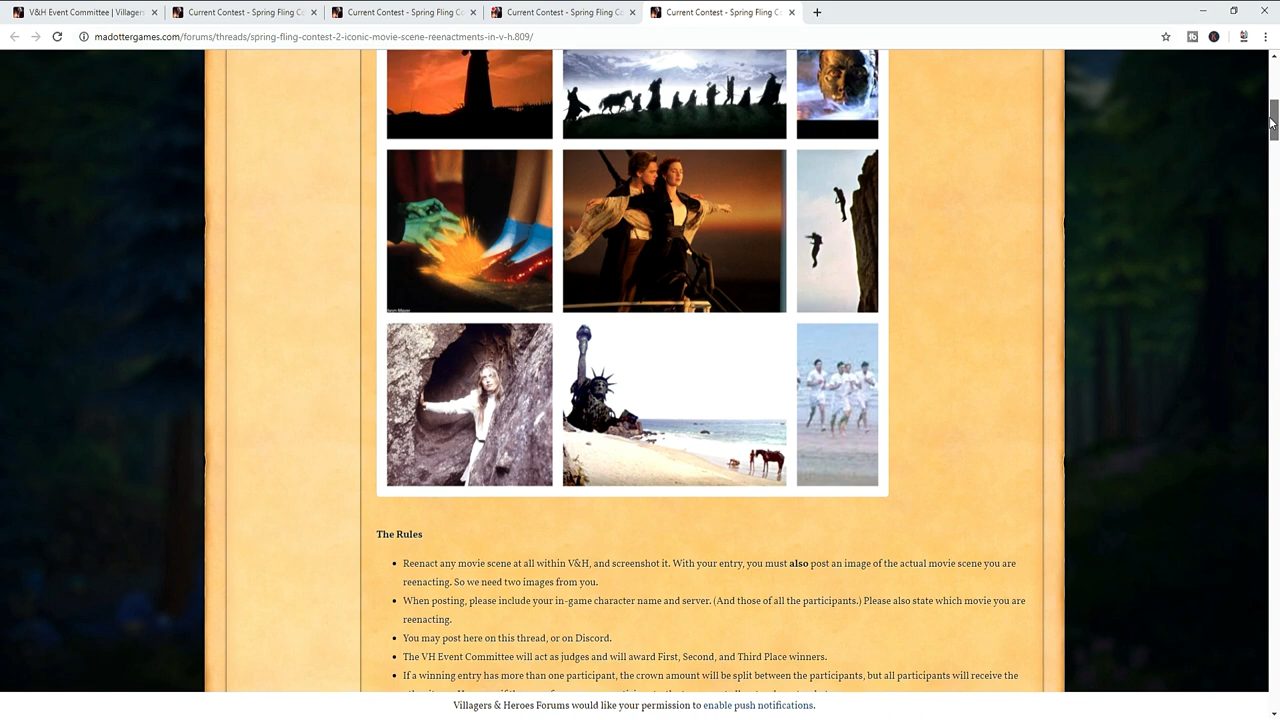 V&H Event Committee | Villagers
Current Contest - Spring Fling Co
Current Contest - Spring Fling Co
Current Contest - Spring Fling Co
Current Contest - Spring Fling Co
madottergames.com/forums/threads/spring-fling-contest-2-iconic-movie-scene-reenactments-in-v-h.809/
The Rules
Reenact any movie scene at all within V&H, and screenshot it. With your entry, you must also post an image of the actual movie scene you are
reenacting. So we need two images from you.
When posting, please include your in-game character name and server. (And those of all the participants.) Please also state which movie you are
reenacting.
You may post here on this thread, or on Discord.
The VH Event Committee will act as judges and will award First, Second, and Third Place winners.
If a winning entry has more than one participant, the crown amount will be split between the participants, but all participants will receive the
Villagers & Heroes Forums would like your permission to enable push notifications.